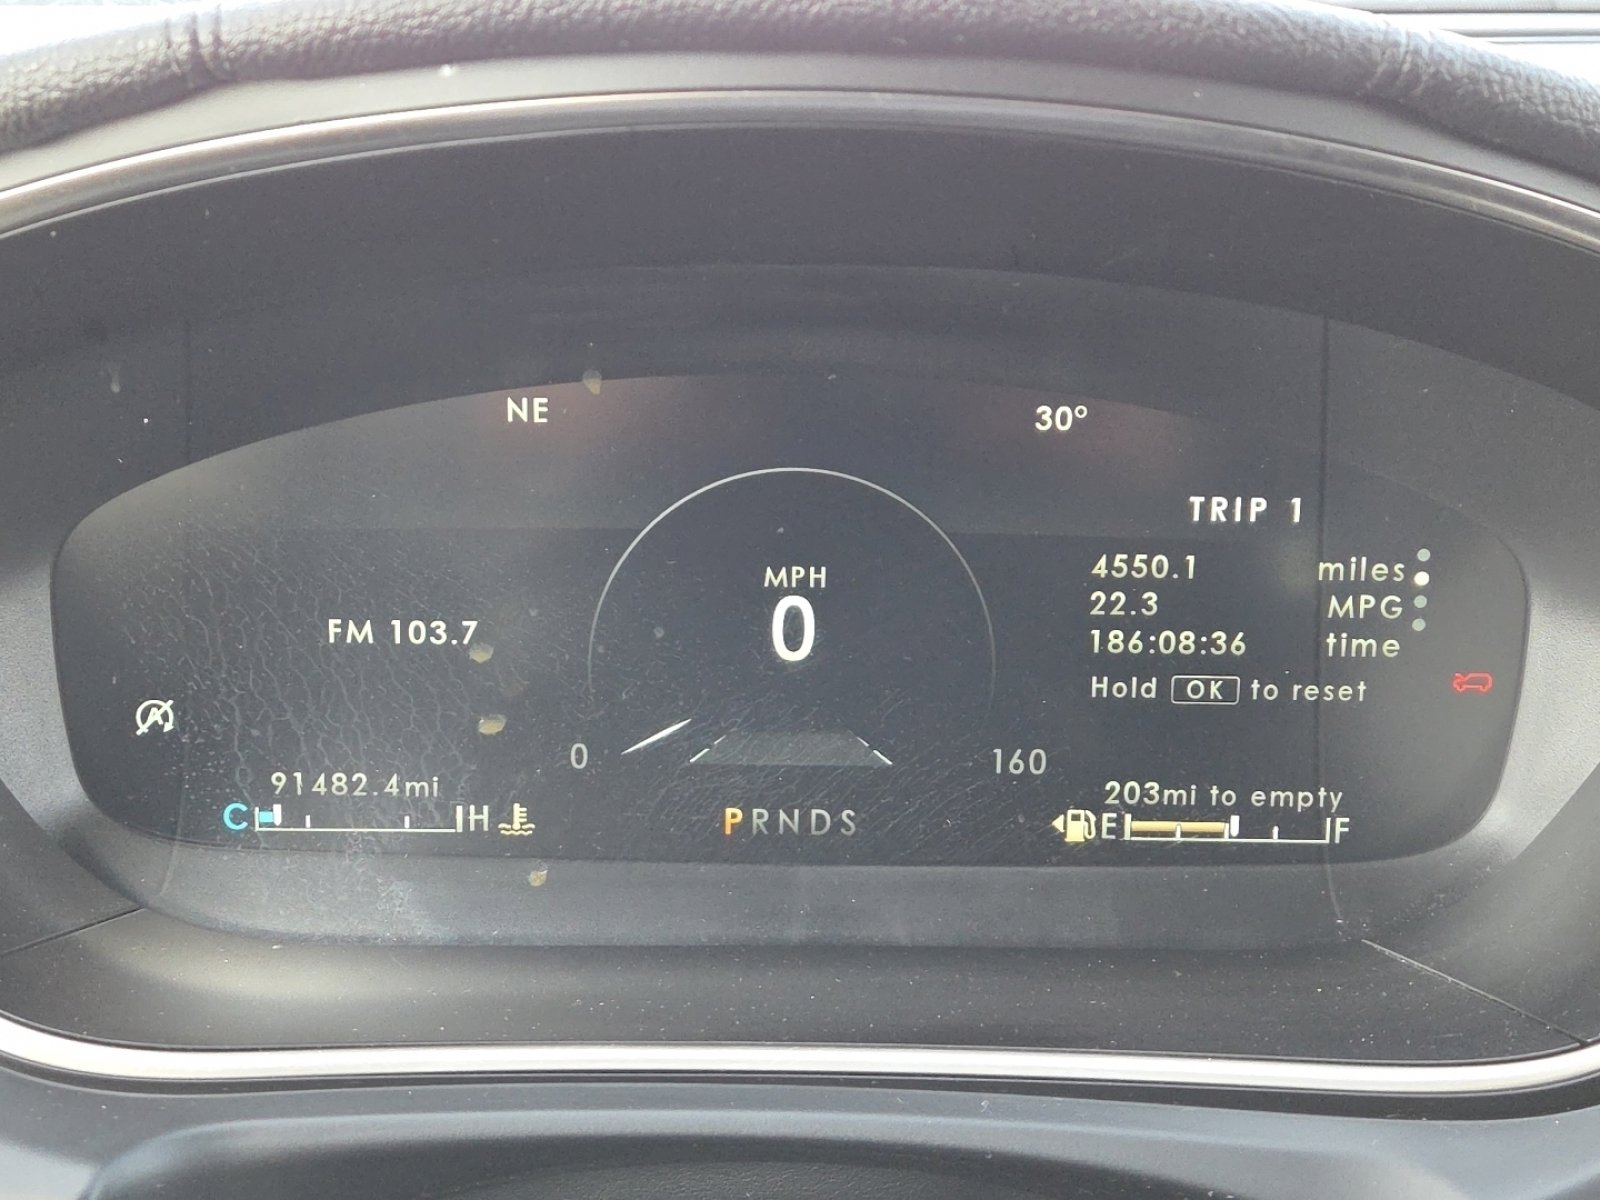 NE
30°
TRIP 1
4550.1 miles
22.3 MPG
186:08:36 time
Hold OK to reset
MPH
0
FM 103.7
0
160
91482.4mi
C H
PRNDS
203mi to empty
E F